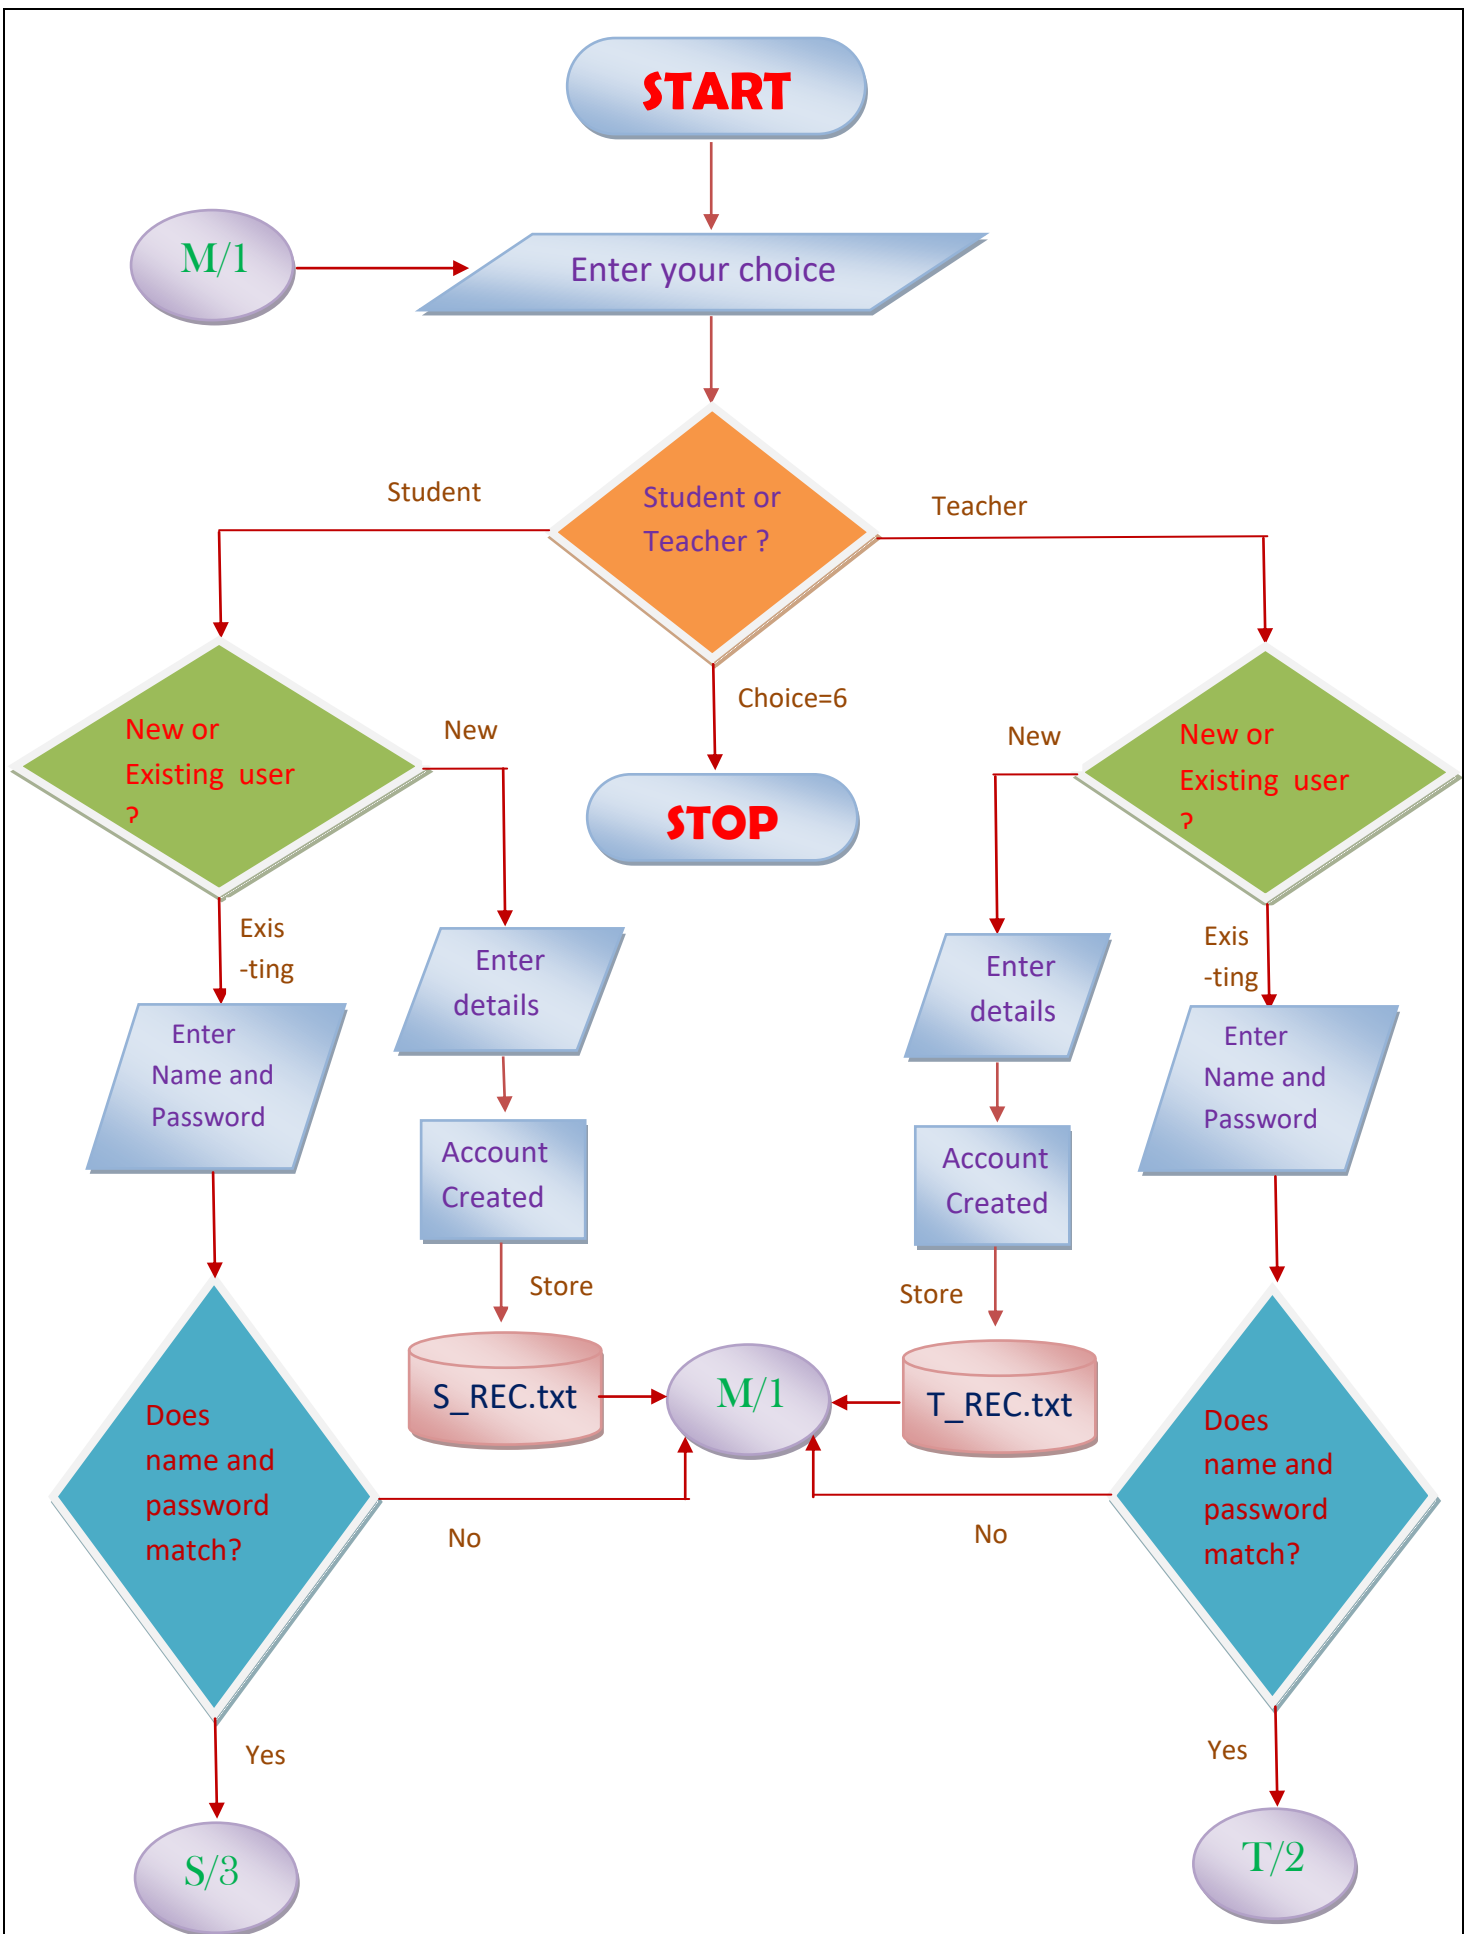 START
M/1
Enter your choice
Student
Student or
Teacher ?
Teacher
Choice=6
STOP
New or
Existing user
?
New
New
New or
Existing user
?
Exis
-ting
Enter
details
Enter
details
Exis
-ting
Enter
Name and
Password
Account
Created
Account
Created
Enter
Name and
Password
Store
Store
S_REC.txt
M/1
T_REC.txt
Does
name and
password
match?
No
No
Does
name and
password
match?
Yes
Yes
S/3
T/2